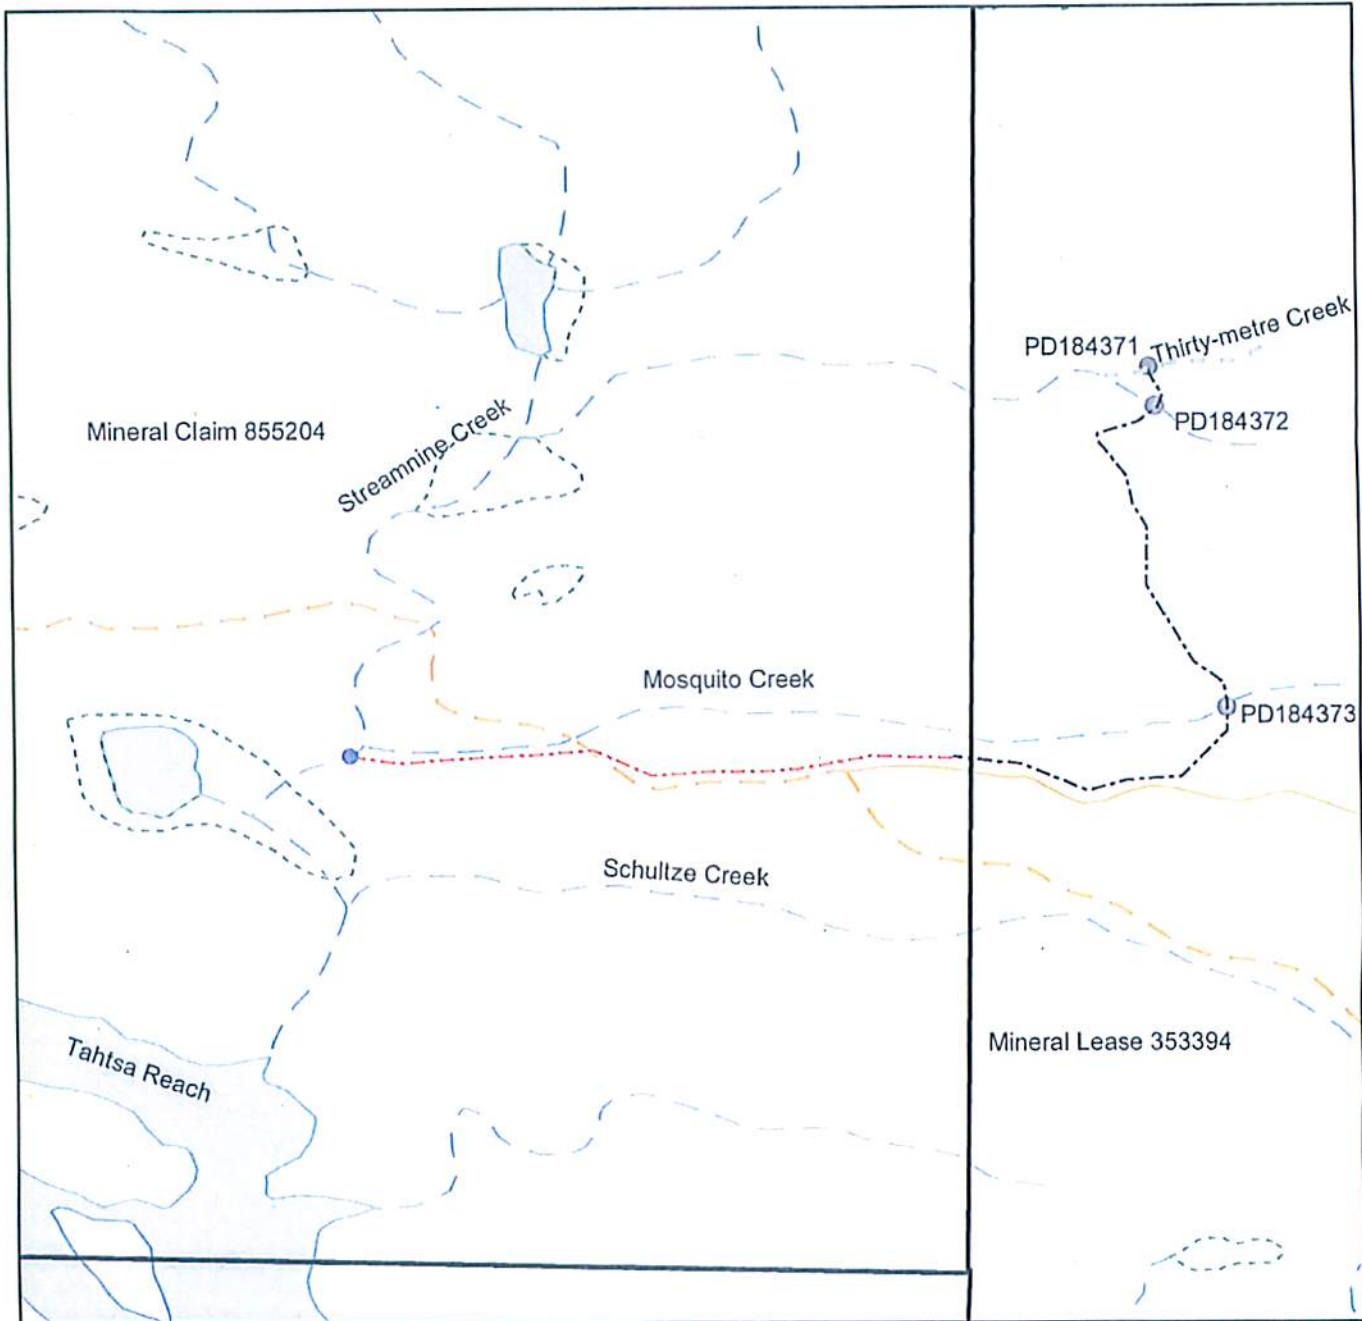 Thirty-metre Creek
PD184371
PD184372
Mineral Claim 855204
Streamnine Creek
Mosquito Creek
PD184373
Schultze Creek
Mineral Lease 353394
Tahtsa Reach